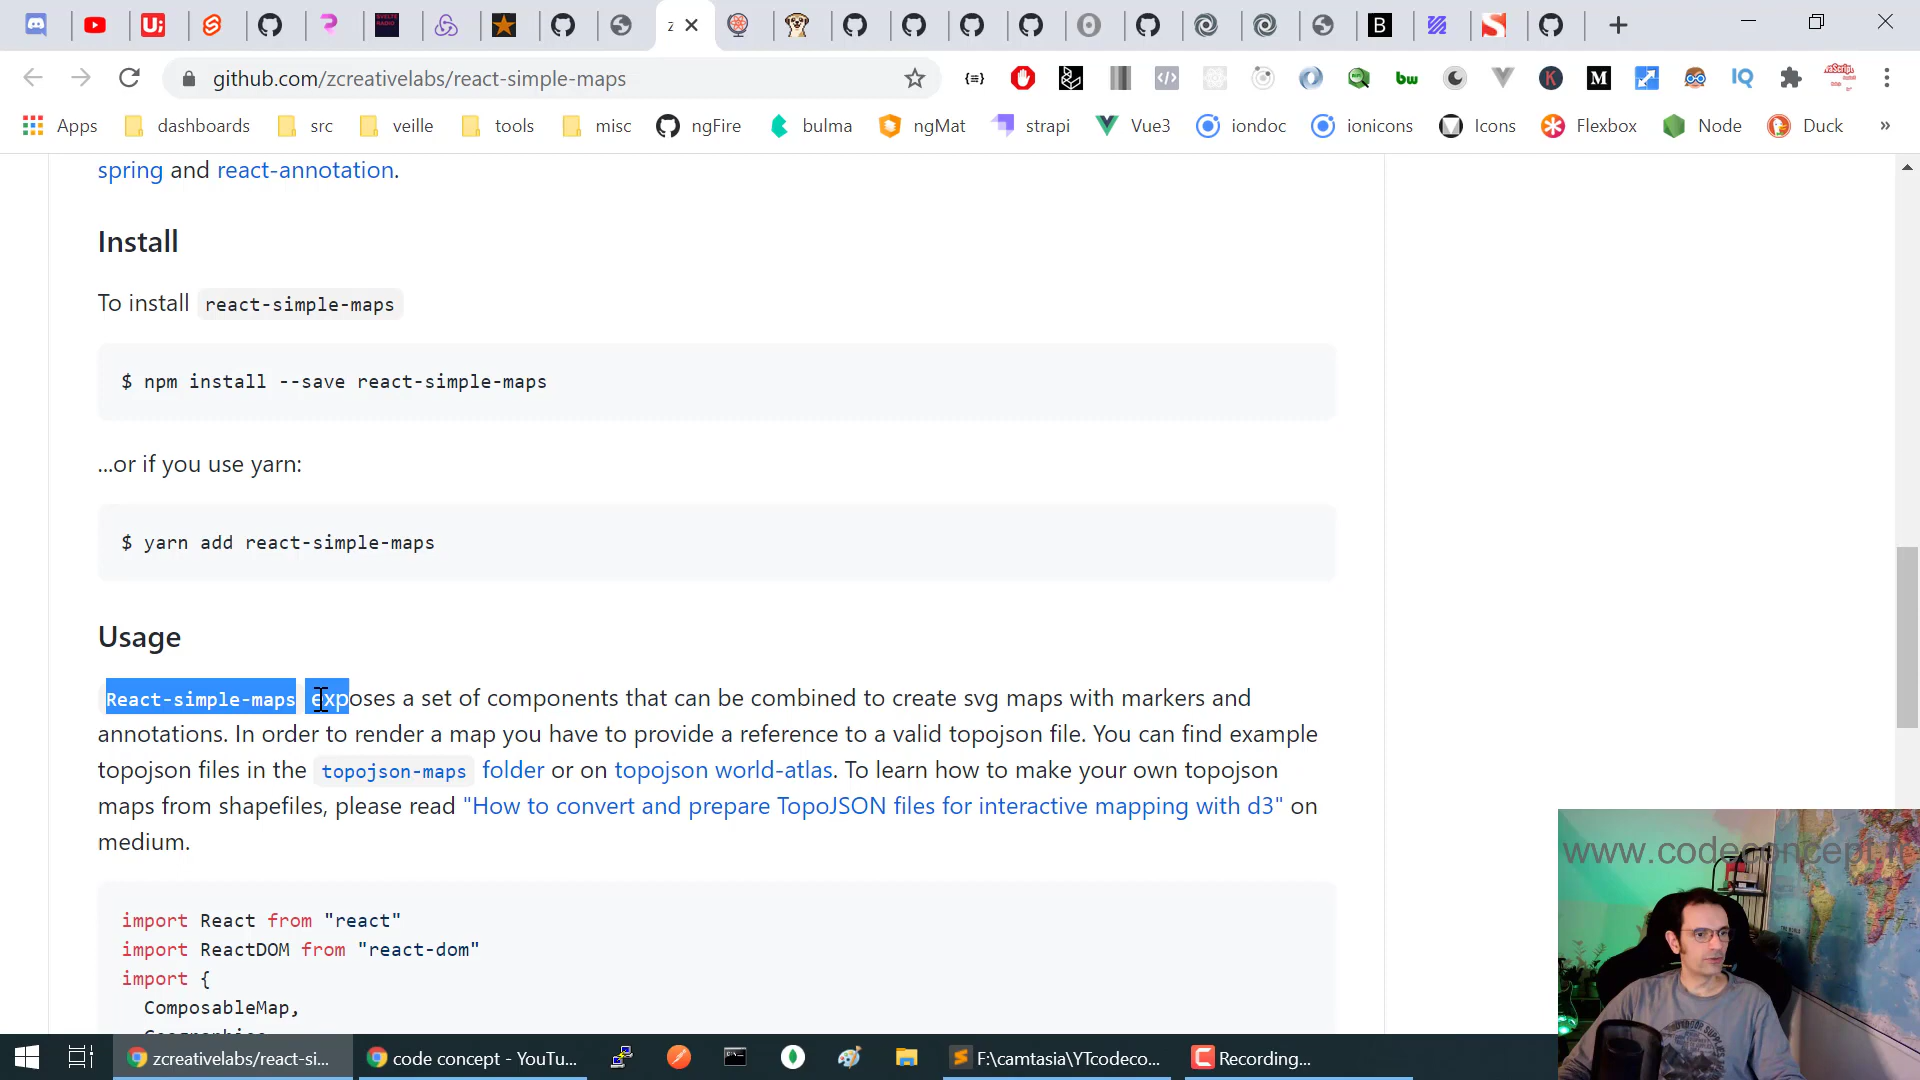 github.com/zcreativelabs/react-simple-maps
Apps dashboards src veille tools misc ngFire bulma ngMat strapi Vue3 iondoc ionicons Icons Flexbox Node Duck »
spring and react-annotation.
Install
To install react-simple-maps
$ npm install --save react-simple-maps
...or if you use yarn:
$ yarn add react-simple-maps
Usage
React-simple-maps exposes a set of components that can be combined to create svg maps with markers and
annotations. In order to render a map you have to provide a reference to a valid topojson file. You can find example
topojson files in the topojson-maps folder or on topojson world-atlas. To learn how to make your own topojson
maps from shapefiles, please read "How to convert and prepare TopoJSON files for interactive mapping with d3" on
medium.
import React from "react"
import ReactDOM from "react-dom"
import {
ComposableMap,
www.codeconcept.fr
zcreativelabs/react-si... code concept - YouTu... F:\camtasia\YTcodeco... Recording...